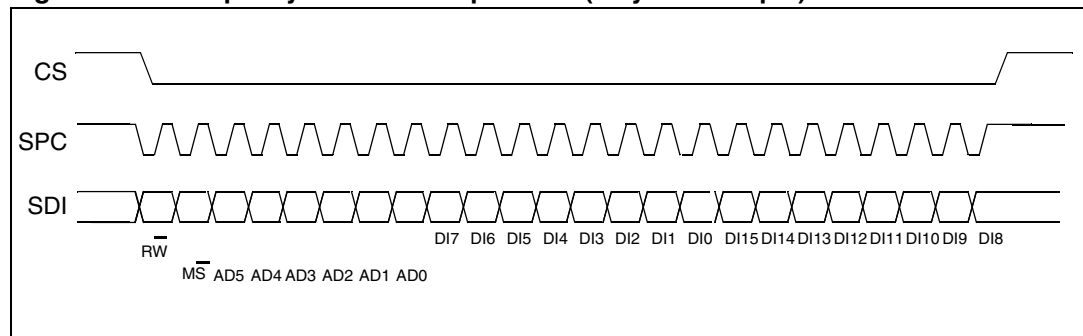 CS
SPC
SDI
DI7 DI6 DI5 DI4 DI3 DI2 DI1 DI0 DI15 DI14 DI13 DI12 DI11 DI10 DI9 DI8
RW
MS AD5 AD4 AD3 AD2 AD1 AD0